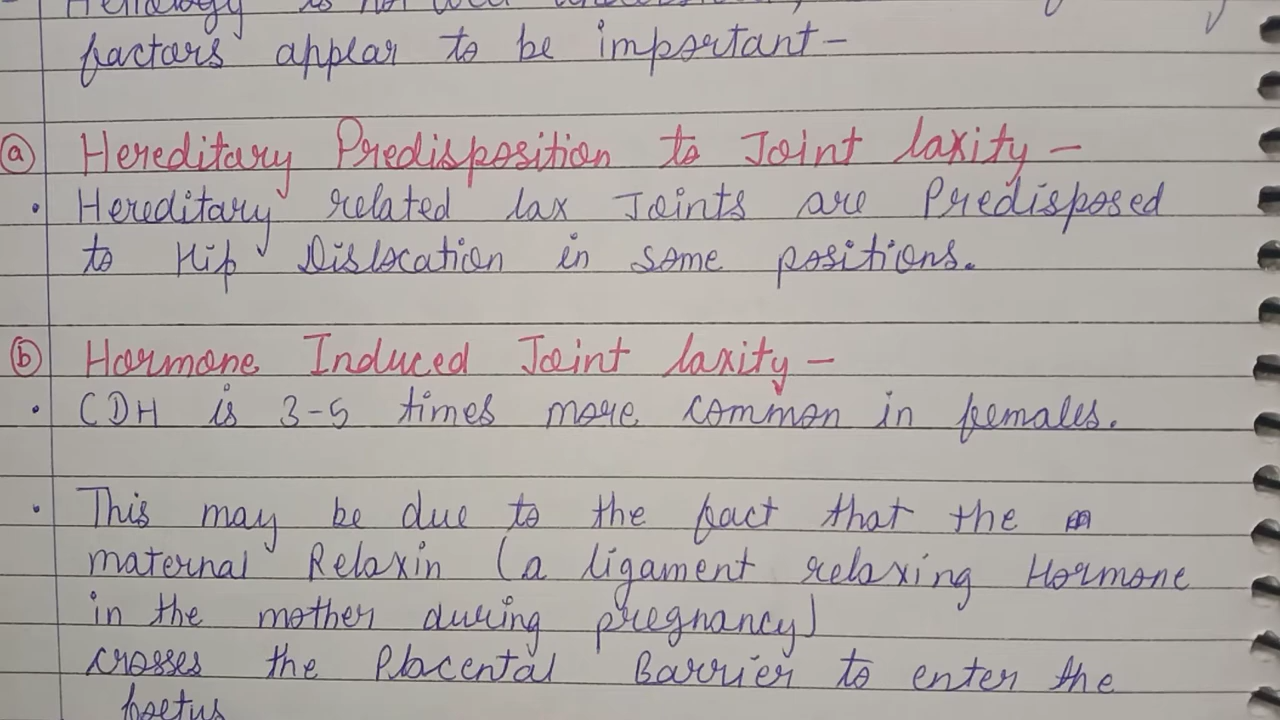 factors appear to be important-
(a) Hereditary Predisposition to Joint laxity -
• Hereditary related lax Joints are Predisposed
to Hip Dislocation in some positions.
(b) Hormone Induced Joint laxity -
• CDH is 3-5 times more common in females.
• This may be due to the fact that the
maternal Relaxin (a ligament relaxing Hormone
in the mother during pregnancy)
crosses the Placental Barrier to enter the
foetus